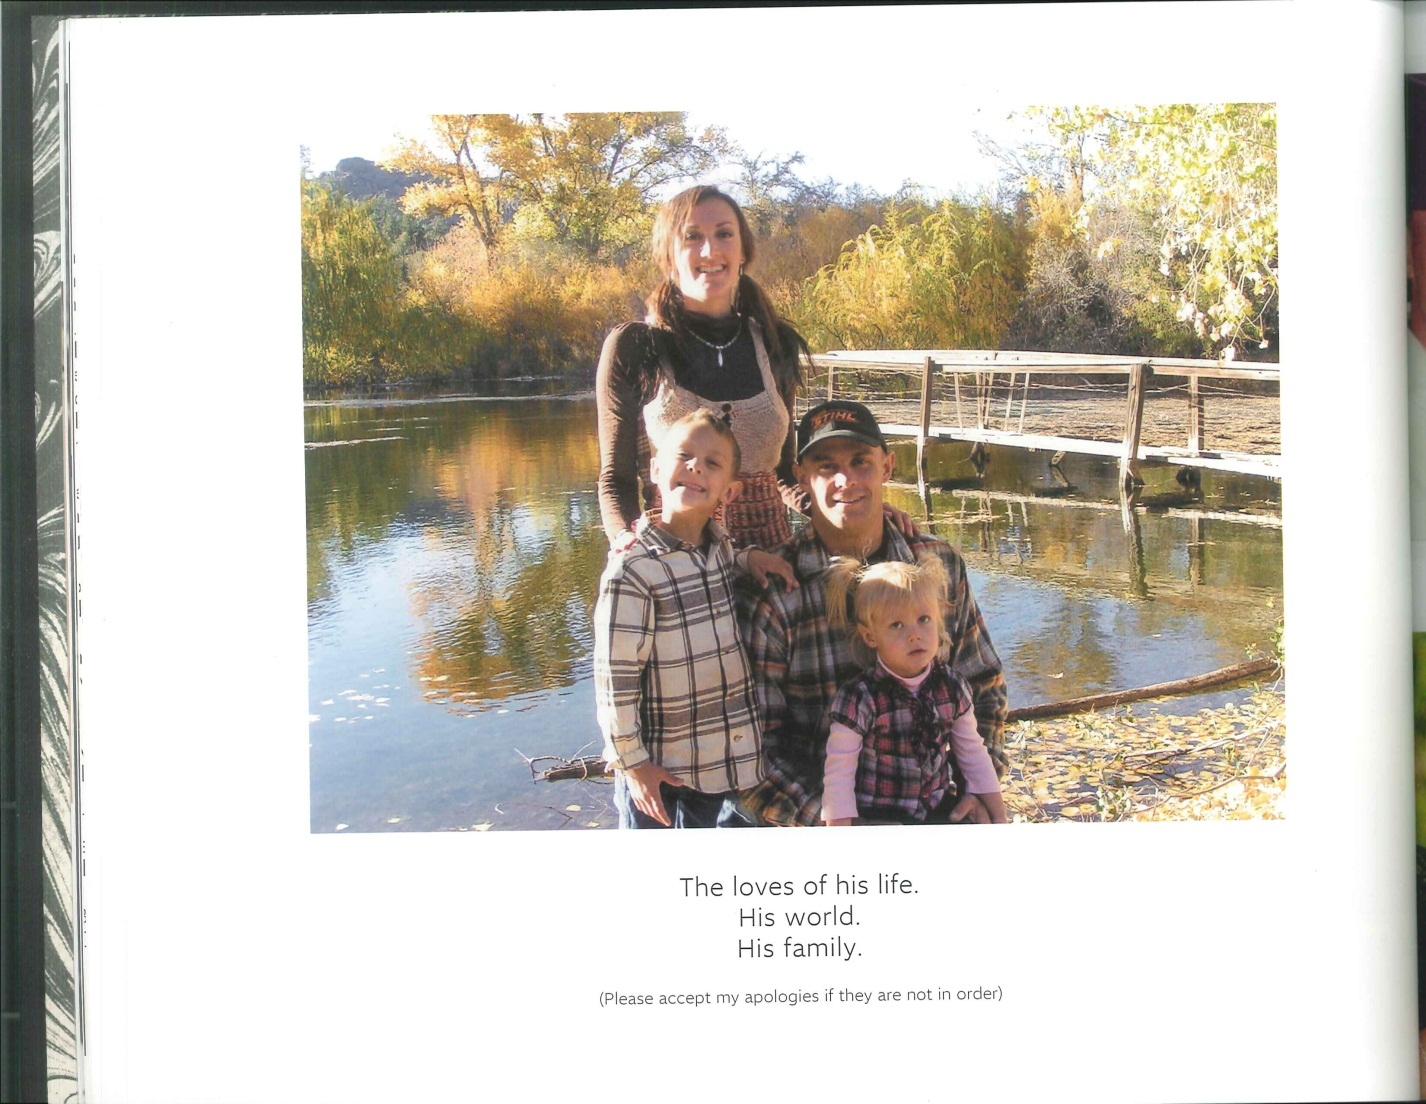 STIHL
The loves of his life.
His world.
His family.
(Please accept my apologies if they are not in order)